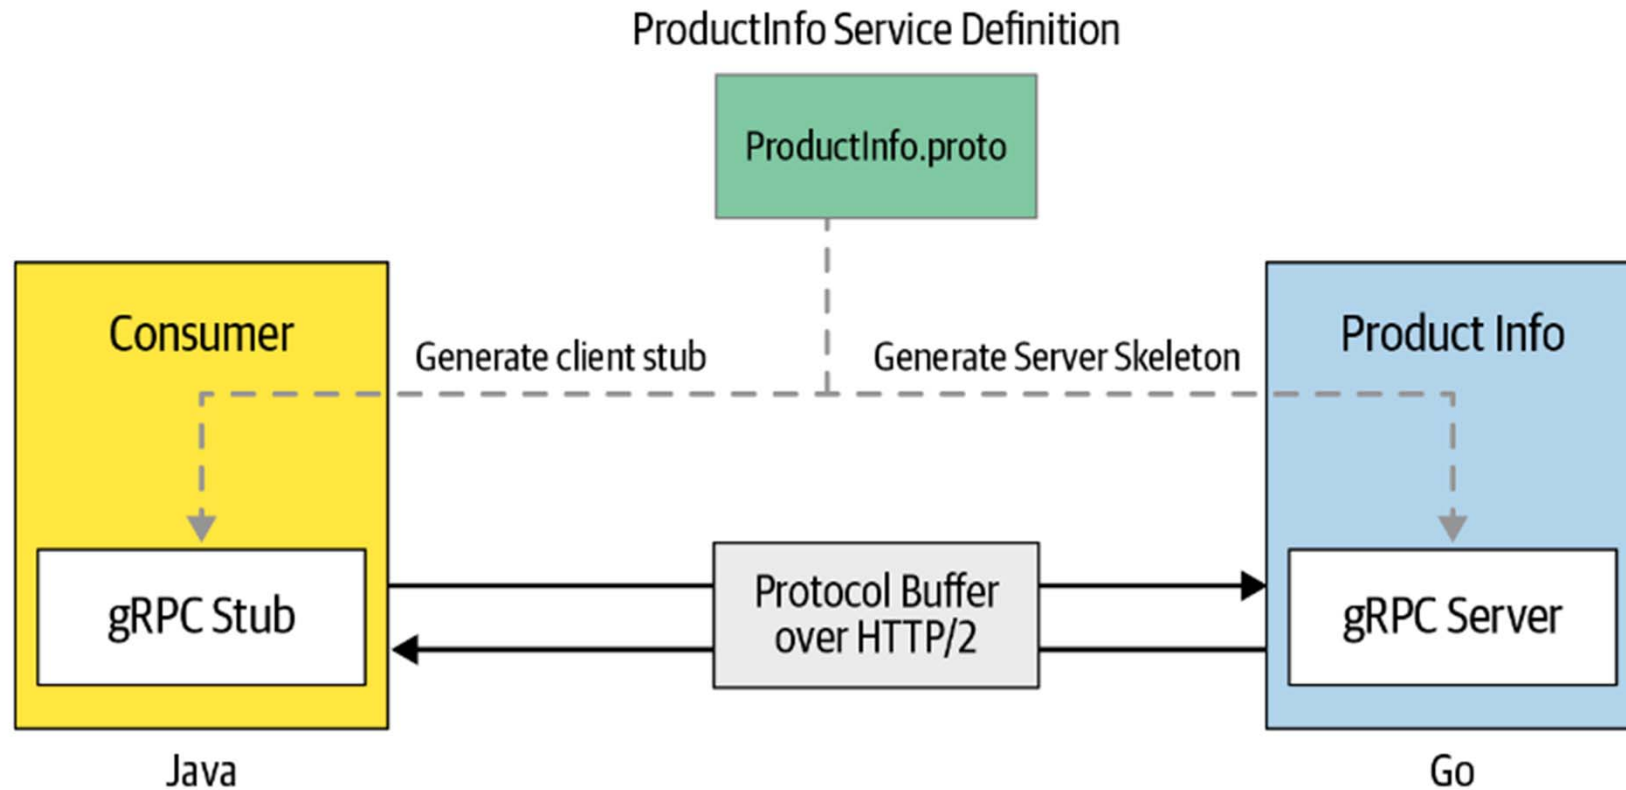 ProductInfo Service Definition
ProductInfo.proto
Consumer
Product Info
Generate client stub
Generate Server Skeleton
gRPC Stub
Protocol Buffer
over HTTP/2
gRPC Server
Java
Go